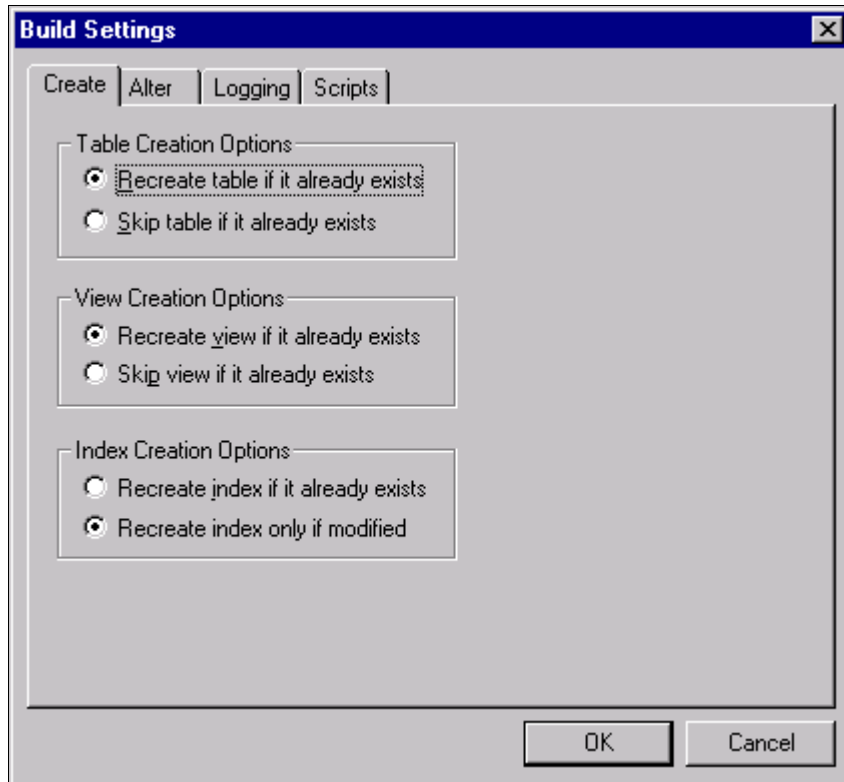 Build Settings
Create Alter Logging Scripts
Table Creation Options
Recreate table if it already exists
Skip table if it already exists
View Creation Options
Recreate view if it already exists
Skip view if it already exists
Index Creation Options
Recreate index if it already exists
Recreate index only if modified
OK Cancel